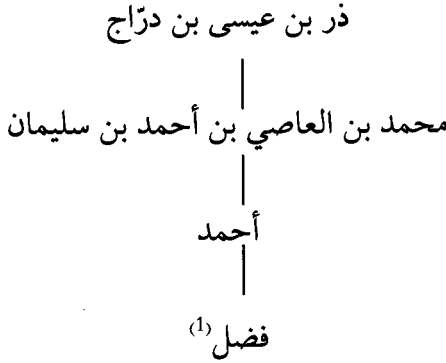 ذر بن عيسى بن درّاج
محمد بن العاصي بن أحمد بن سليمان
أحمد
فضل(1)